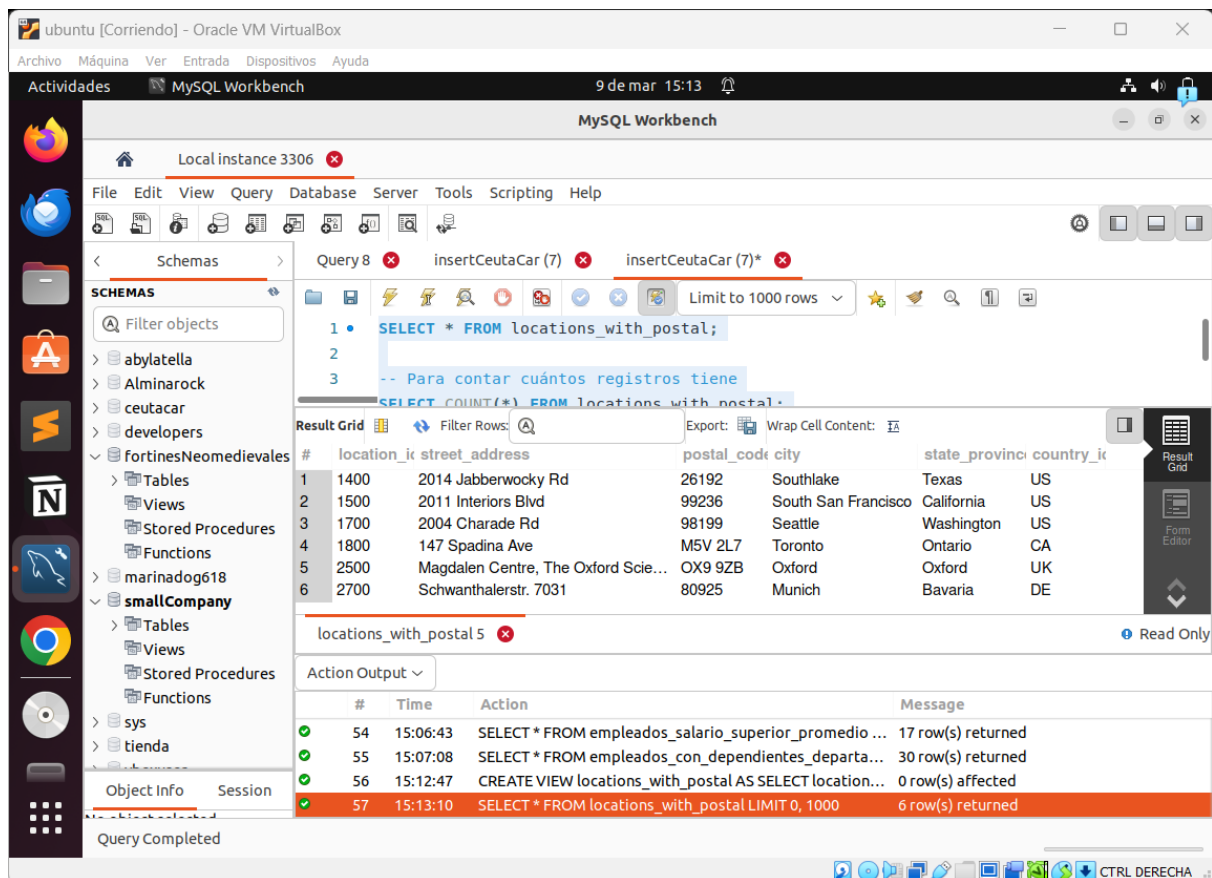 ubuntu [Corriendo] - Oracle VM VirtualBox
Archivo Máquina Ver Entrada Dispositivos Ayuda
Actividades MySQL Workbench 9 de mar 15:13
MySQL Workbench
Local instance 3306
File Edit View Query Database Server Tools Scripting Help
Schemas
Query 8 insertCeutaCar (7) insertCeutaCar (7)*
SCHEMAS
Limit to 1000 rows
Filter objects
abylatella
Alminarock
ceutacar
developers
fortinesNeomedievales
Tables
Views
Stored Procedures
Functions
marinadog618
smallCompany
Tables
Views
Stored Procedures
Functions
sys
tienda
Object Info Session
1 SELECT * FROM locations_with_postal;
2
3 -- Para contar cuántos registros tiene
SELECT COUNT(*) FROM locations_with_postal;
Result Grid Filter Rows: Export: Wrap Cell Content:
# location_ic street_address postal_code city state_province country_ic
1 1400 2014 Jabberwocky Rd 26192 Southlake Texas US
2 1500 2011 Interiors Blvd 99236 South San Francisco California US
3 1700 2004 Charade Rd 98199 Seattle Washington US
4 1800 147 Spadina Ave M5V 2L7 Toronto Ontario CA
5 2500 Magdalen Centre, The Oxford Scie... OX9 9ZB Oxford Oxford UK
6 2700 Schwanthalerstr. 7031 80925 Munich Bavaria DE
Result
Grid
Form
Editor
locations_with_postal 5 Read Only
Action Output
# Time Action Message
54 15:06:43 SELECT * FROM empleados_salario_superior_promedio ... 17 row(s) returned
55 15:07:08 SELECT * FROM empleados_con_dependientes_departa... 30 row(s) returned
56 15:12:47 CREATE VIEW locations_with_postal AS SELECT location... 0 row(s) affected
57 15:13:10 SELECT * FROM locations_with_postal LIMIT 0, 1000 6 row(s) returned
Query Completed
CTRL DERECHA